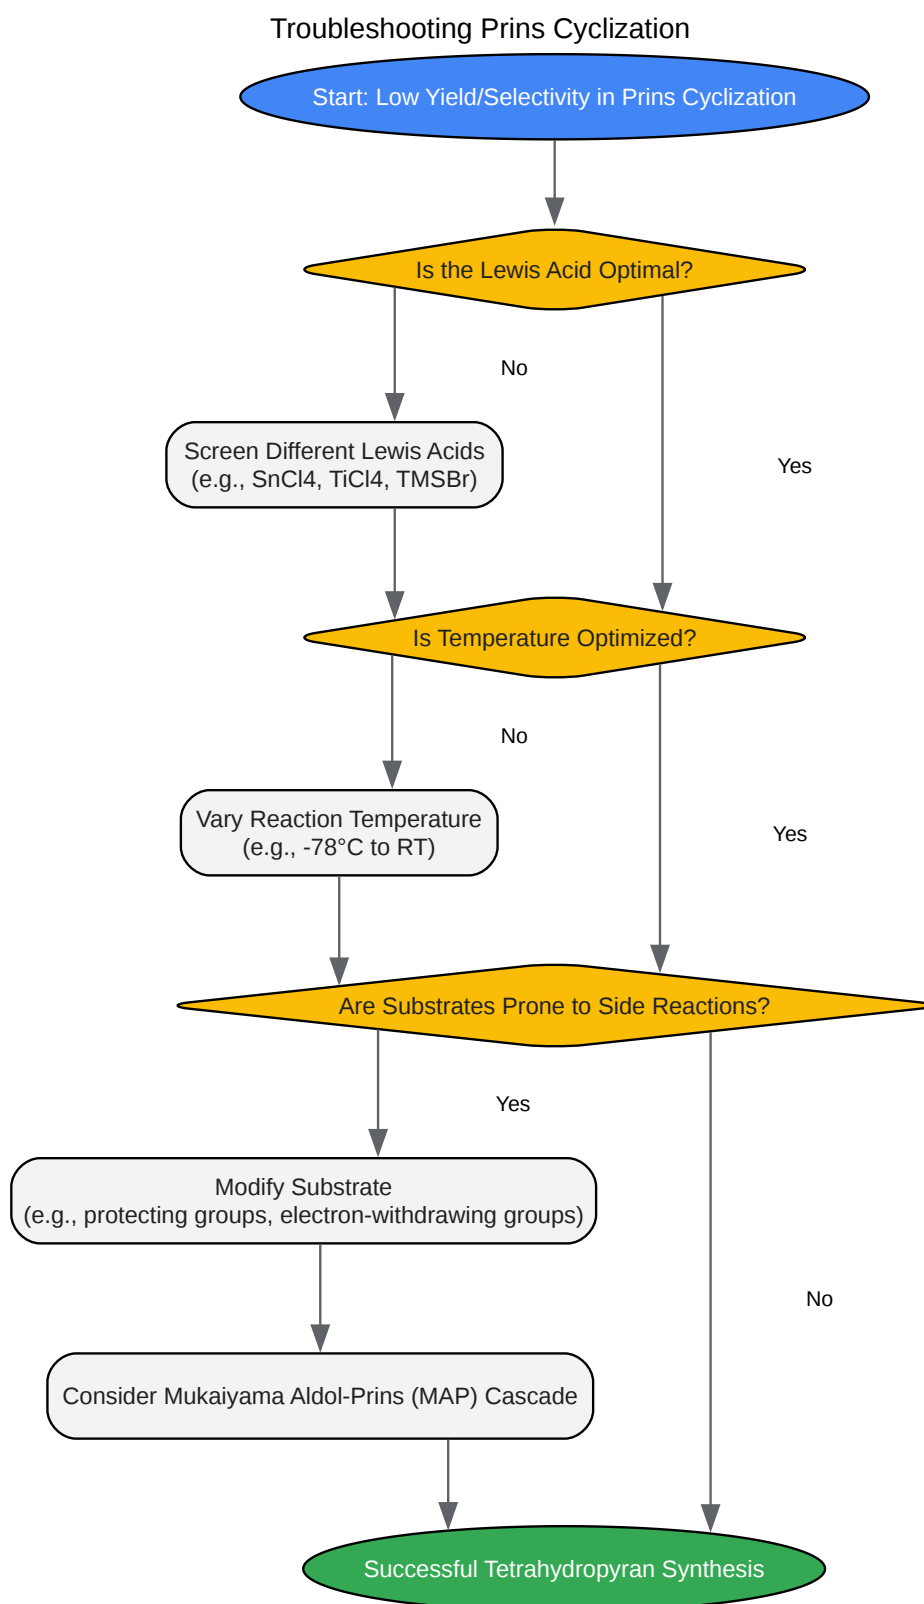 Troubleshooting Prins Cyclization
Start: Low Yield/Selectivity in Prins Cyclization
Is the Lewis Acid Optimal?
No
Screen Different Lewis Acids
(e.g., SnCl4, TiCl4, TMSBr)
Yes
Is Temperature Optimized?
No
Vary Reaction Temperature
(e.g., -78°C to RT)
Yes
Are Substrates Prone to Side Reactions?
Yes
Modify Substrate
(e.g., protecting groups, electron-withdrawing groups)
No
Consider Mukaiyama Aldol-Prins (MAP) Cascade
Successful Tetrahydropyran Synthesis